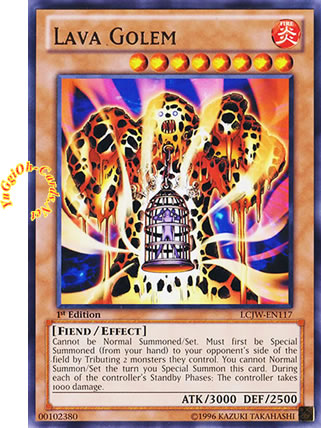 LAVA GOLEM
FIRE
炎
YuGgiOh-Cards.Net
1st Edition
LCJW-EN117
[FIEND / EFFECT]
Cannot be Normal Summoned/Set. Must first be Special
Summoned (from your hand) to your opponent's side of the
field by Tributing 2 monsters they control. You cannot Normal
Summon/Set the turn you Special Summon this card. During
each of the controller's Standby Phases: The controller takes
1000 damage.
ATK/3000 DEF/2500
00102380
©1996 KAZUKI TAKAHASHI